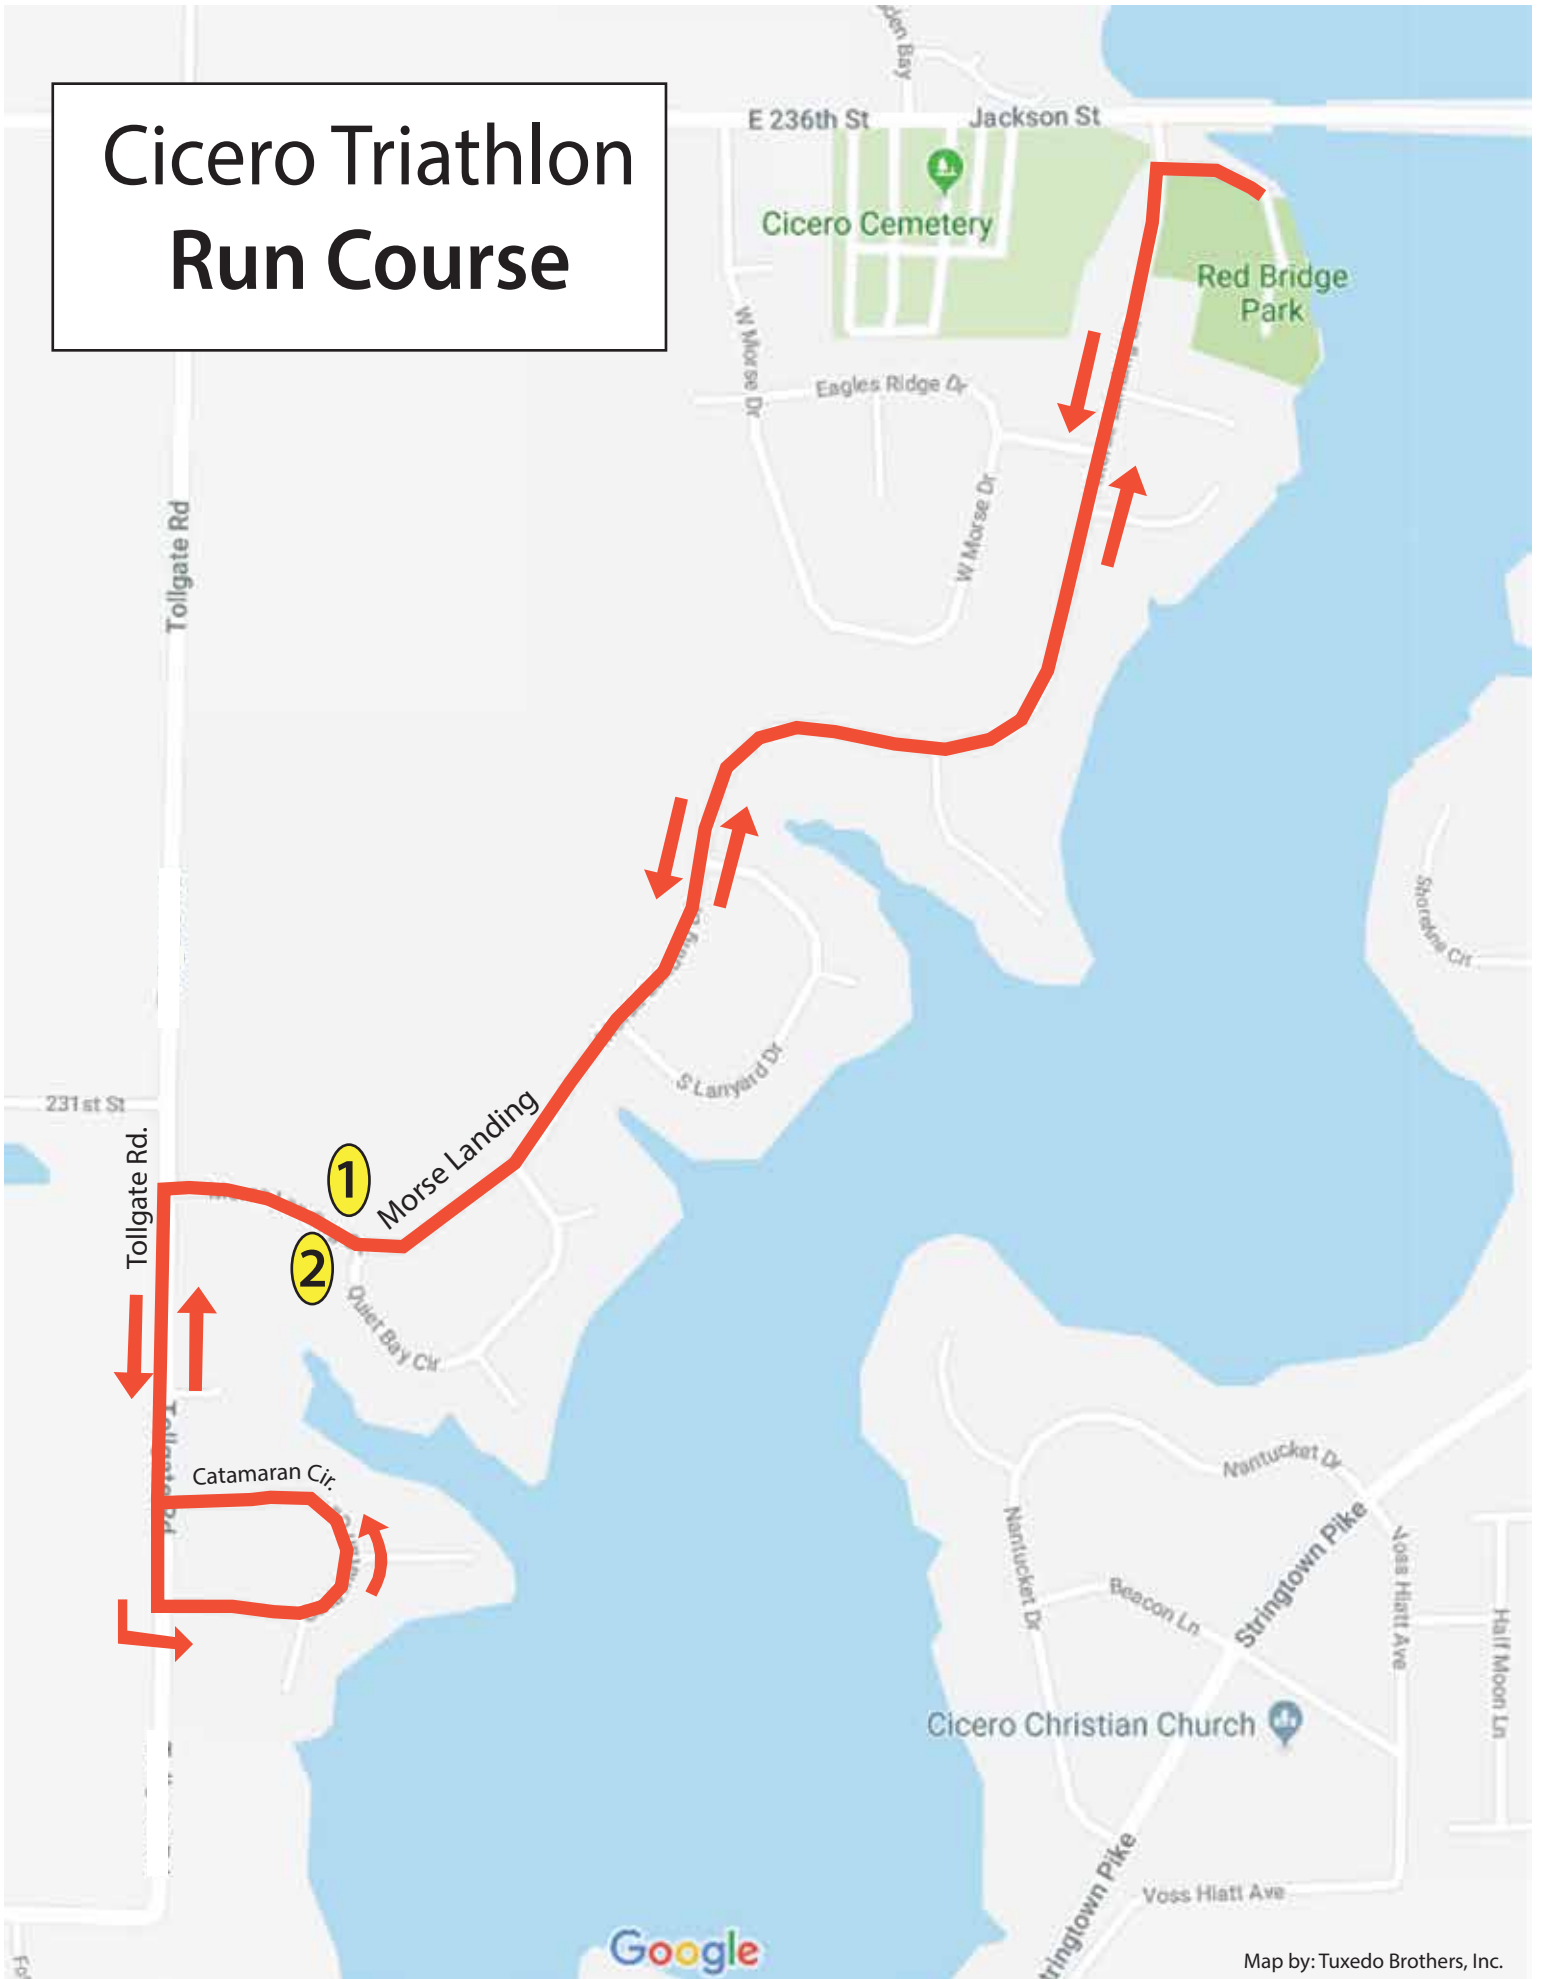 Cicero Triathlon
Run Course
E 236th St
Jackson St
Cicero Cemetery
Red Bridge
Park
W Morse Dr
Eagles Ridge Dr
W Morse Dr
Tollgate Rd
Shoreline Cir
S Lanyard Dr
231st St
Tollgate Rd.
Morse Landing
1
2
Quiet Bay Cir
Tollgate Rd
Catamaran Cir.
Nantucket Dr
Nantucket Dr
Stringtown Pike
Voss Hiatt Ave
Beacon Ln
Half Moon Ln
Cicero Christian Church
Voss Hiatt Ave
Google
Map by: Tuxedo Brothers, Inc.